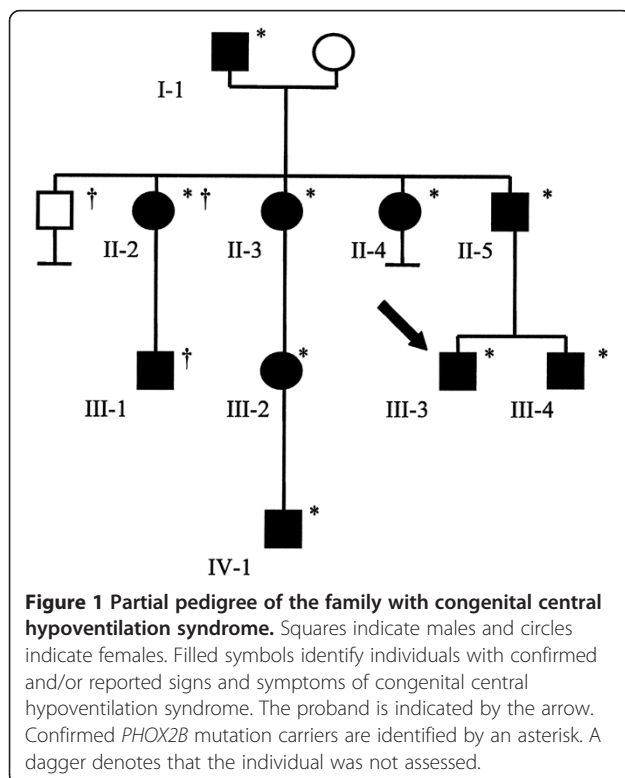 *
I-1
† * † * * *
II-2 II-3 II-4 II-5
† * * *
III-1 III-2 III-3 III-4
*
IV-1
Figure 1 Partial pedigree of the family with congenital central
hypoventilation syndrome. Squares indicate males and circles
indicate females. Filled symbols identify individuals with confirmed
and/or reported signs and symptoms of congenital central
hypoventilation syndrome. The proband is indicated by the arrow.
Confirmed PHOX2B mutation carriers are identified by an asterisk. A
dagger denotes that the individual was not assessed.